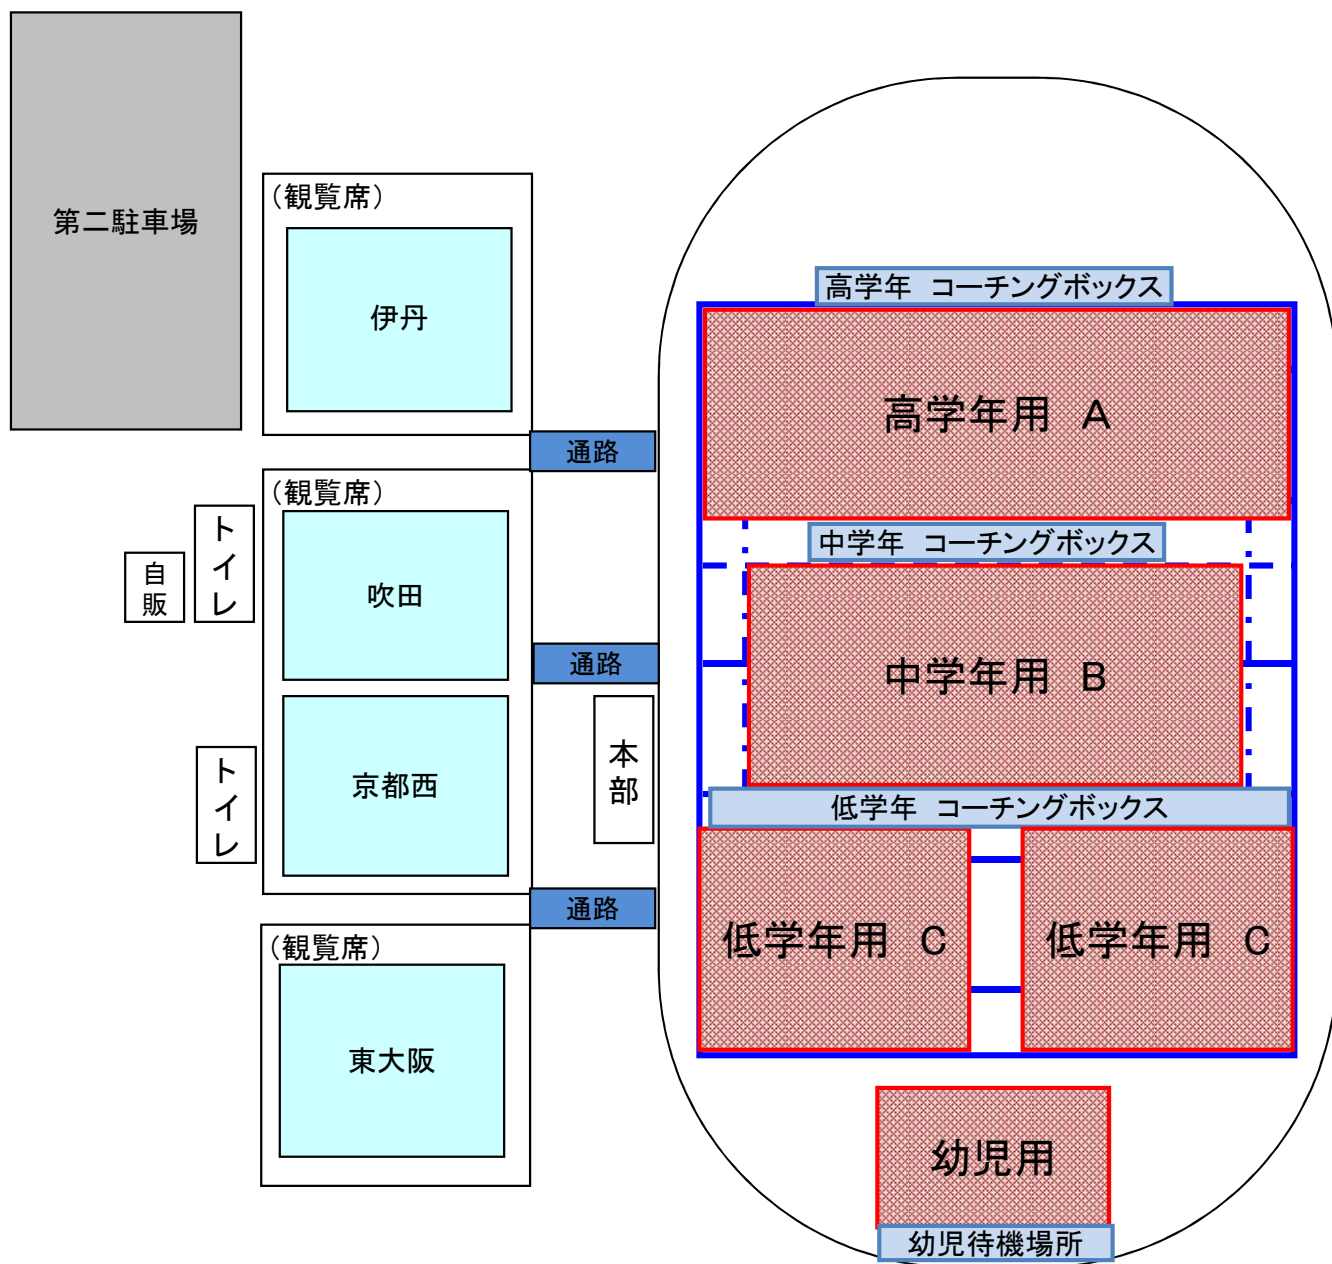 第二駐車場
（観覧席）
伊丹
通路
（観覧席）
トイレ
自販
吹田
通路
京都西
トイレ
本部
通路
（観覧席）
東大阪
高学年 コーチングボックス
高学年用 A
中学年 コーチングボックス
中学年用 B
低学年 コーチングボックス
低学年用 C
低学年用 C
幼児用
幼児待機場所